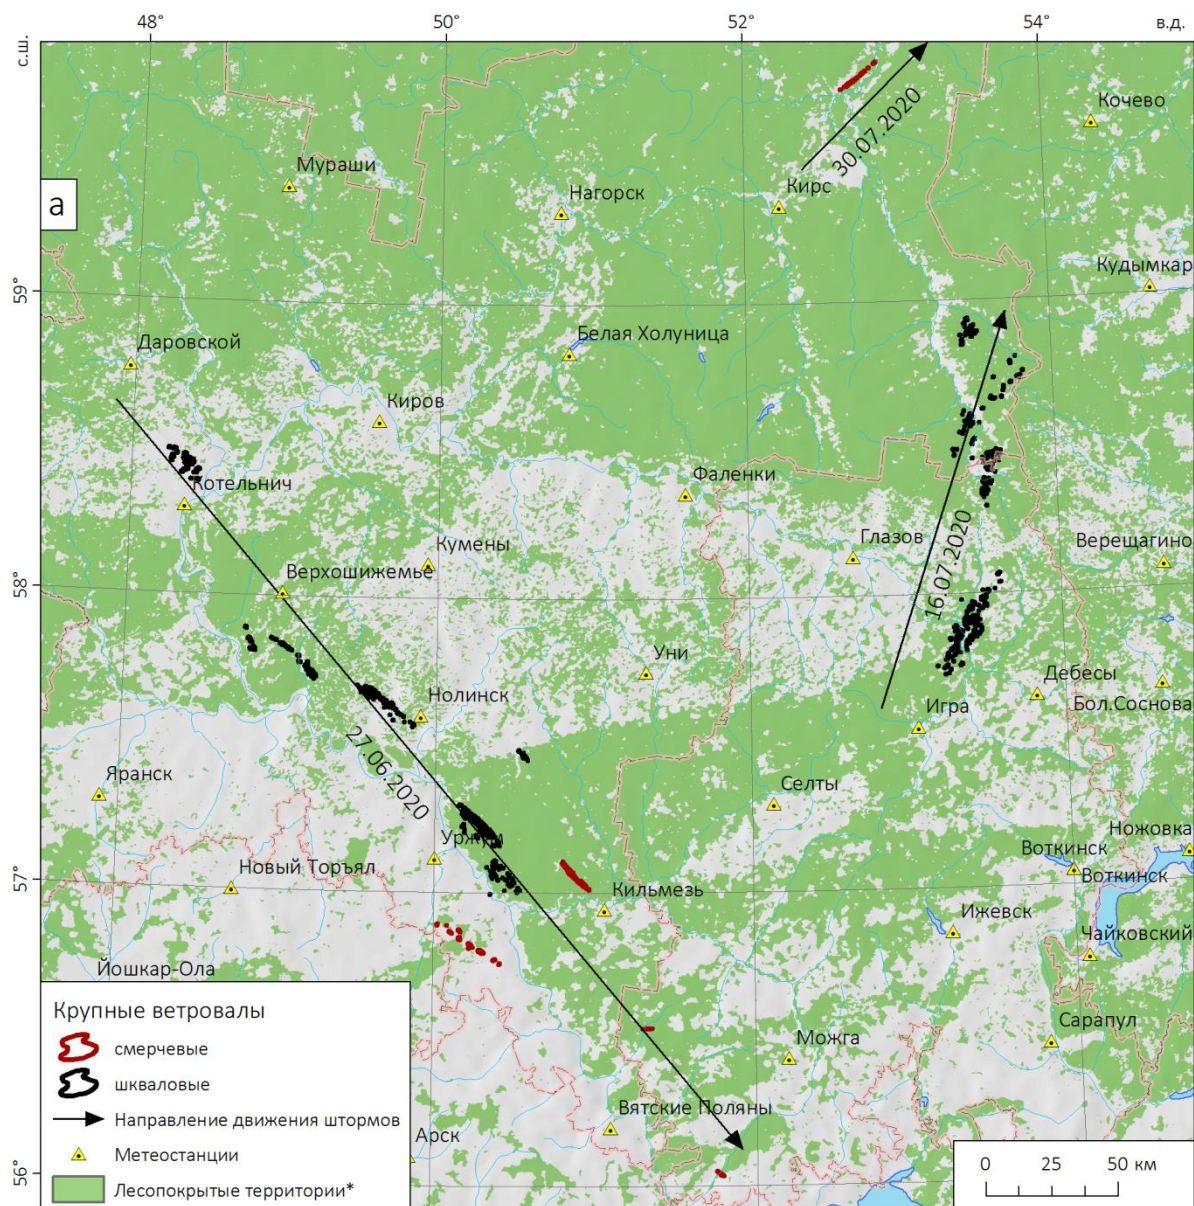 48°
50°
52°
54°
в.д.
с.ш.
30.07.2020
Кочево
Мураши
а
Нагорск
Кирс
Кудымкар
59°
Белая Холуница
Даровской
Киров
Котельнич
Фаленки
Кумены
Глазов
Верещагино
Верхошижемье
58°
16.07.2020
Уни
Дебесы
Нолинск
Игра
Бол.Соснова
27.06.2020
Яранск
Селты
Ножовка
Уржум
Воткинск
Новый Торъял
Воткинск
57°
Кильмезь
Ижевск
Чайковский
Йошкар-Ола
Сарапул
Можга
Вятские Поляны
Арск
56°
Крупные ветровалы
смерчевые
шкваловые
Направление движения штормов
Метеостанции
Лесопокрытые территории*
0 25 50 км